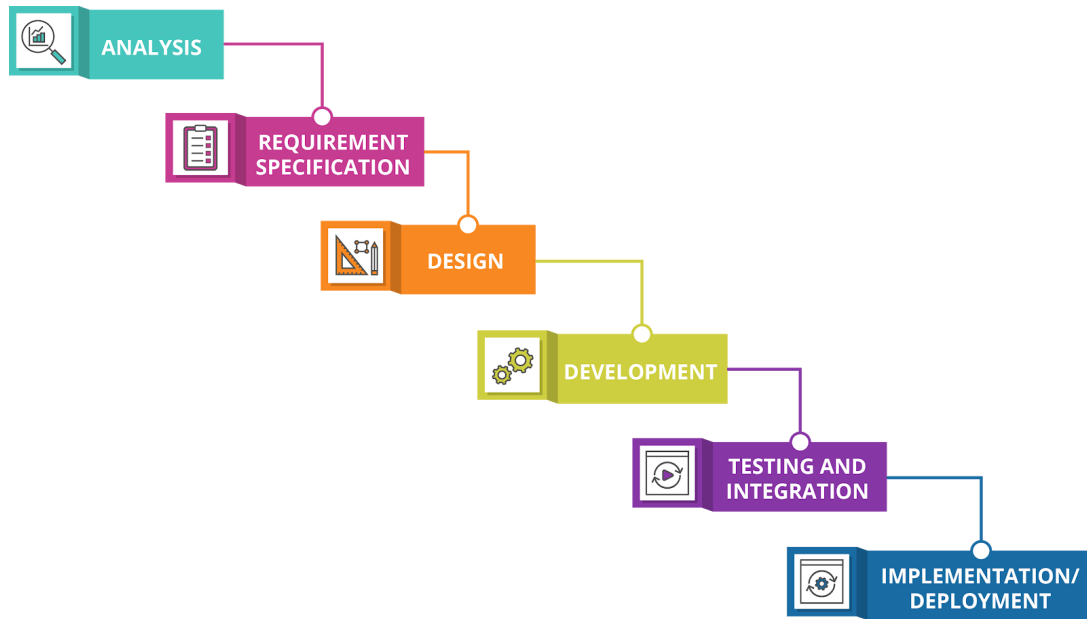 ANALYSIS
REQUIREMENT
SPECIFICATION
DESIGN
DEVELOPMENT
TESTING AND
INTEGRATION
IMPLEMENTATION/
DEPLOYMENT